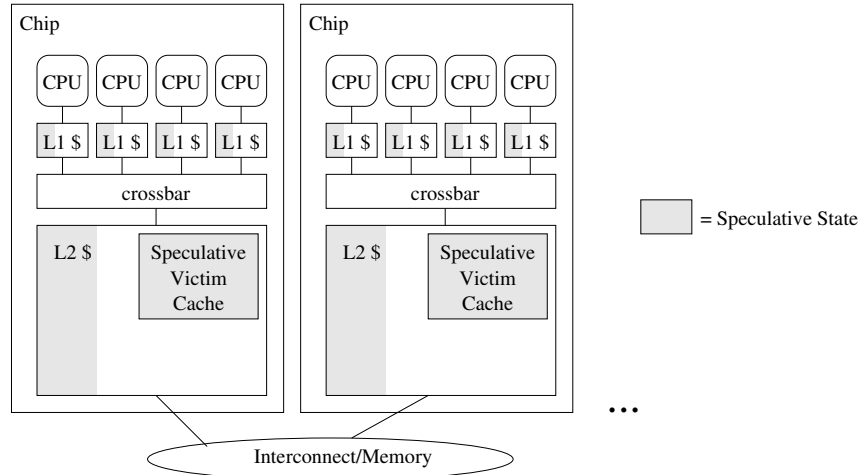 Chip
Chip
CPU CPU CPU CPU
CPU CPU CPU CPU
L1 $ L1 $ L1 $ L1 $
L1 $ L1 $ L1 $ L1 $
crossbar
crossbar
= Speculative State
L2 $
Speculative
Victim
Cache
L2 $
Speculative
Victim
Cache
...
Interconnect/Memory